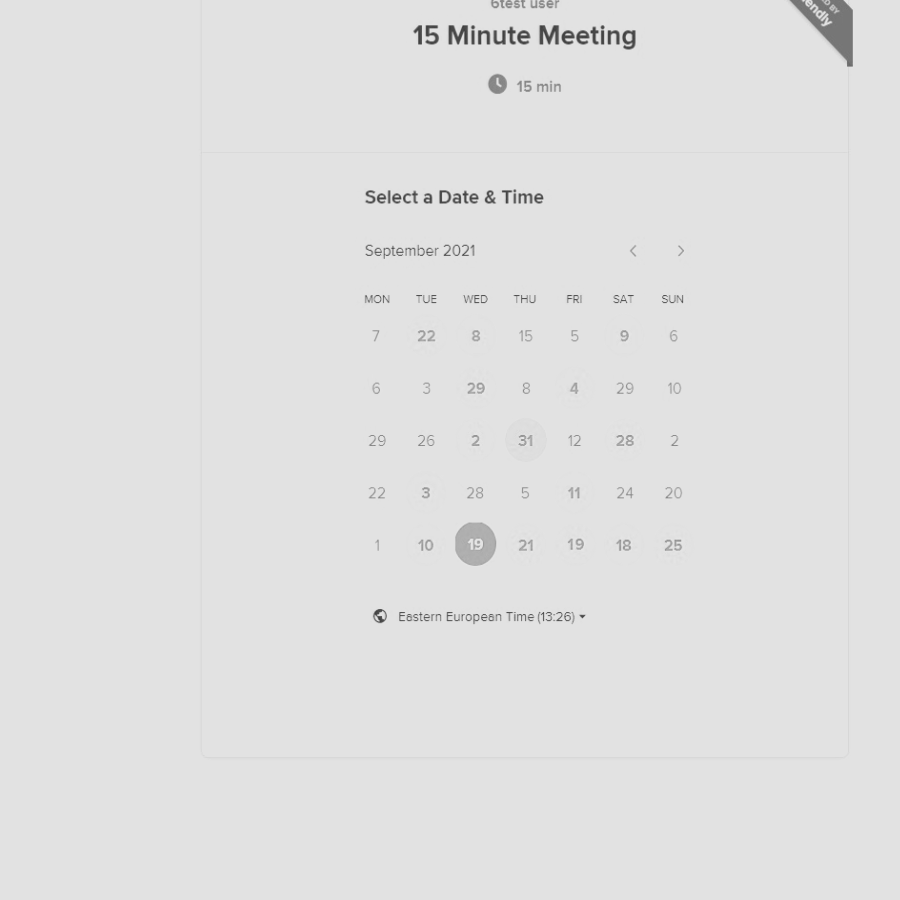 6test user
15 Minute Meeting
15 min
Select a Date & Time
September 2021
MON TUE WED THU FRI SAT SUN
7 22 8 15 5 9 6
6 3 29 8 4 29 10
29 26 2 31 12 28 2
22 3 28 5 11 24 20
1 10 19 21 19 18 25
Eastern European Time (13:26)